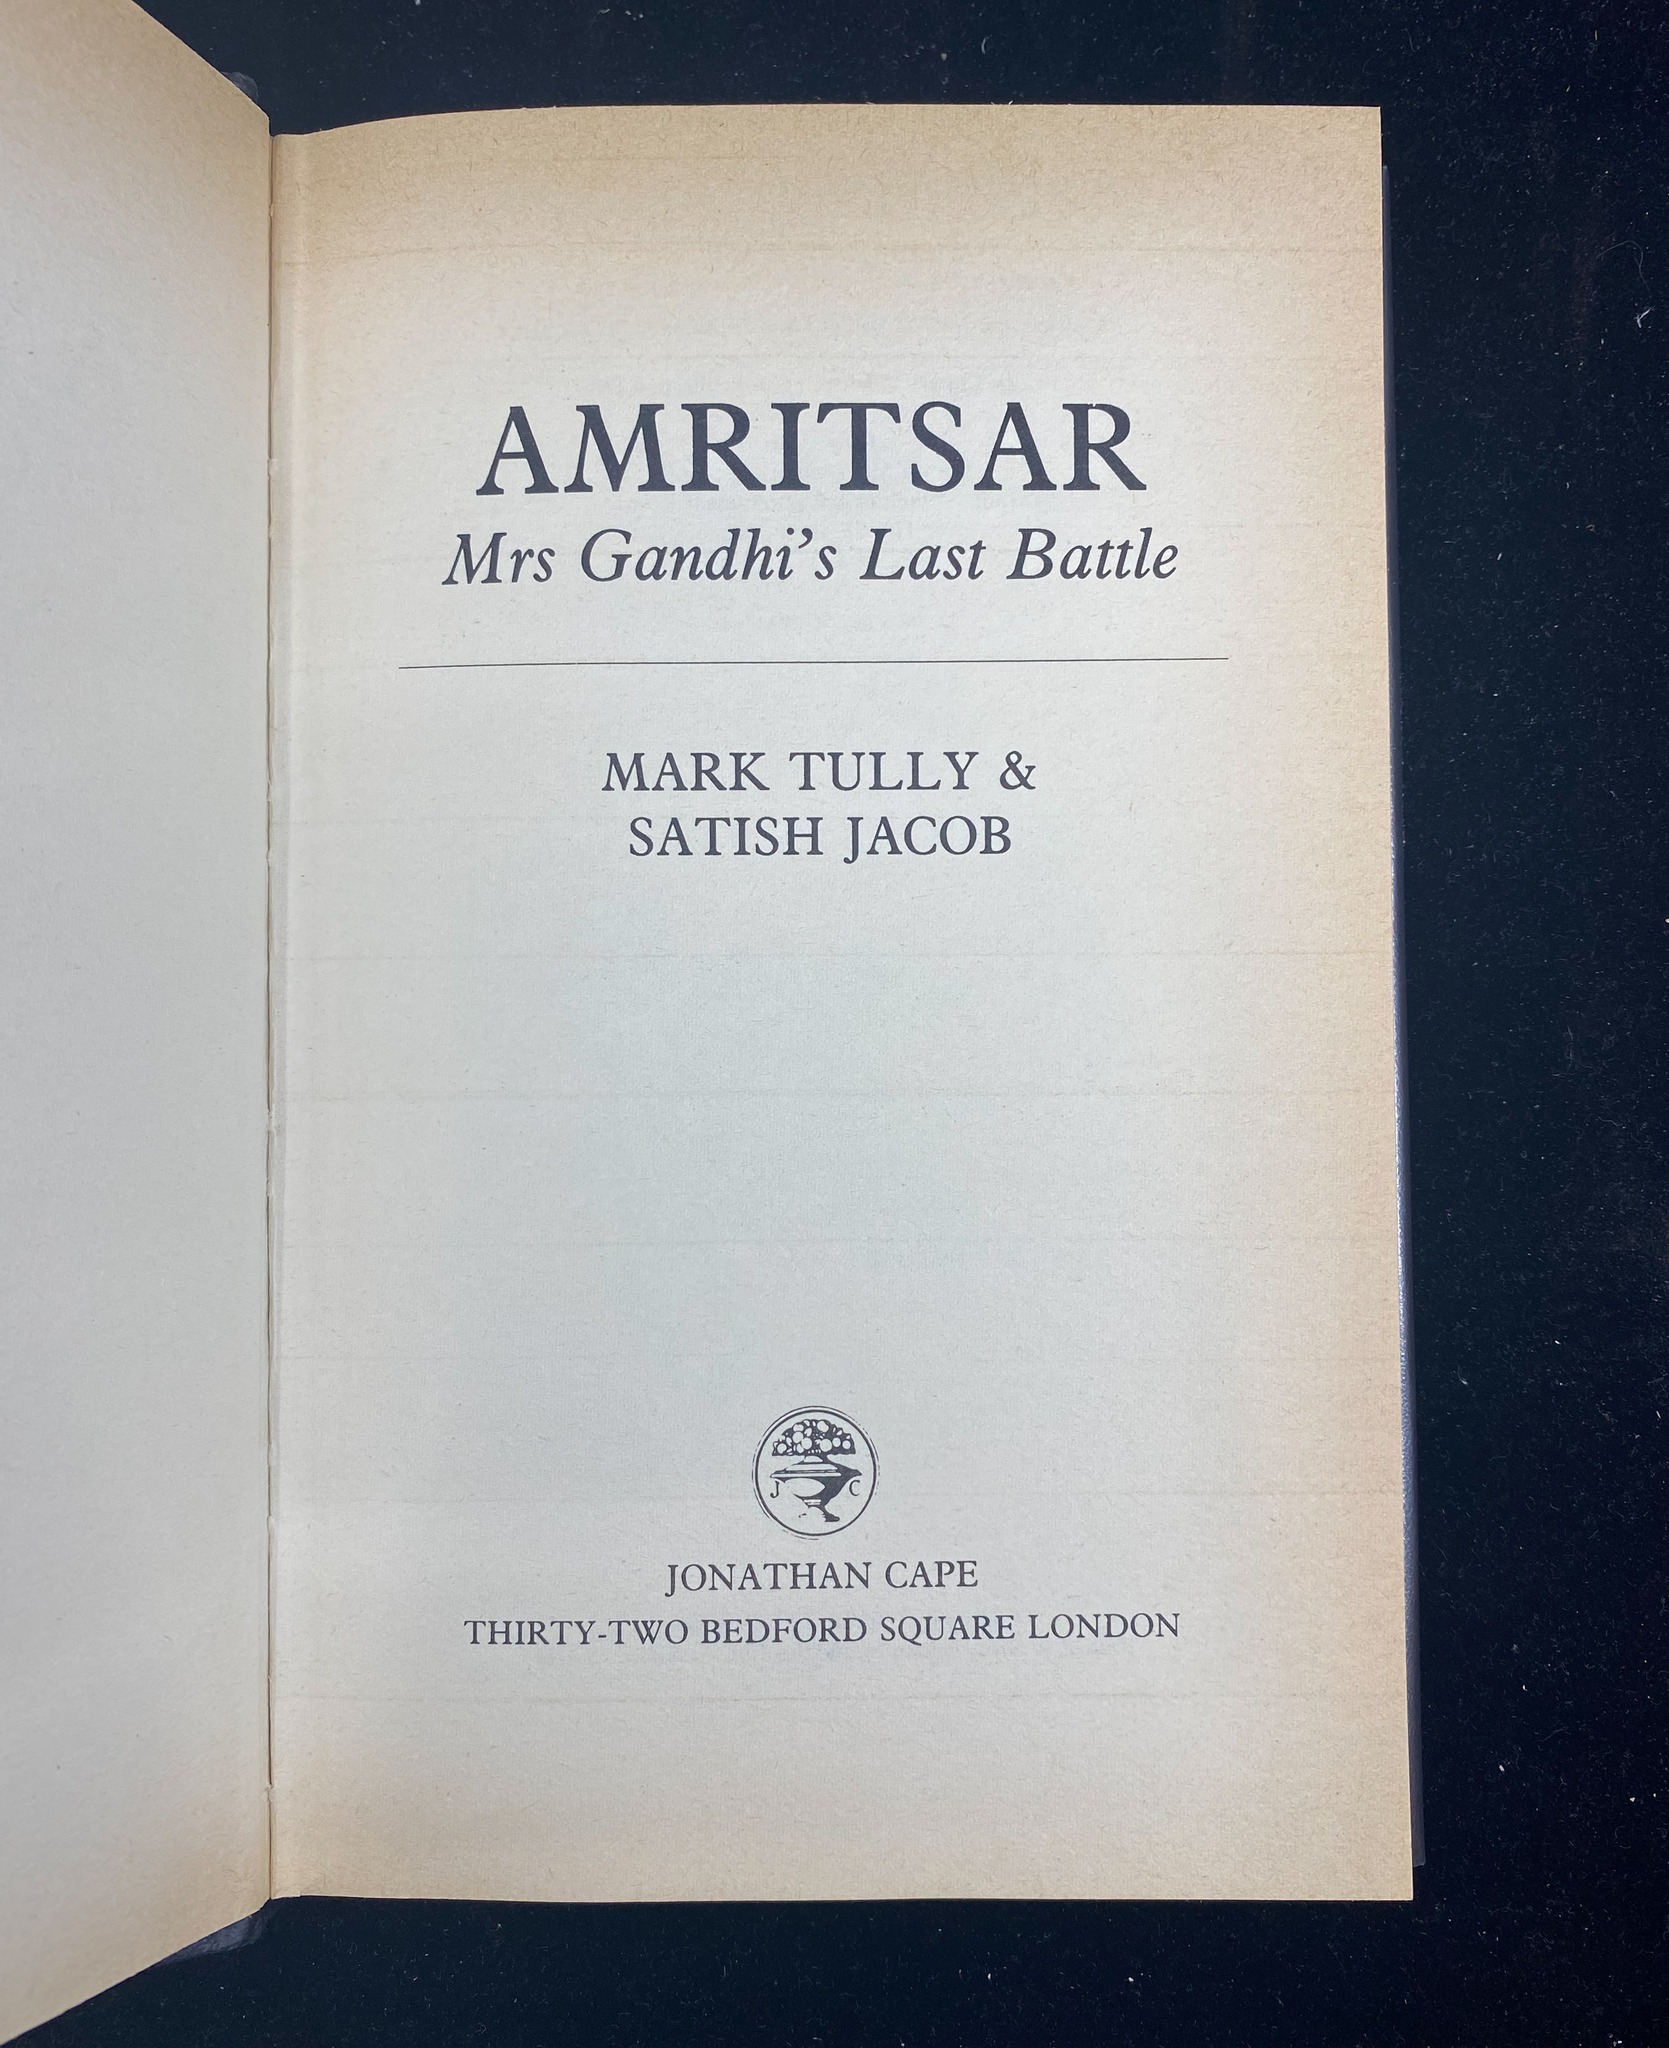 AMRITSAR
Mrs Gandhi's Last Battle
MARK TULLY &
SATISH JACOB
J C
JONATHAN CAPE
THIRTY-TWO BEDFORD SQUARE LONDON